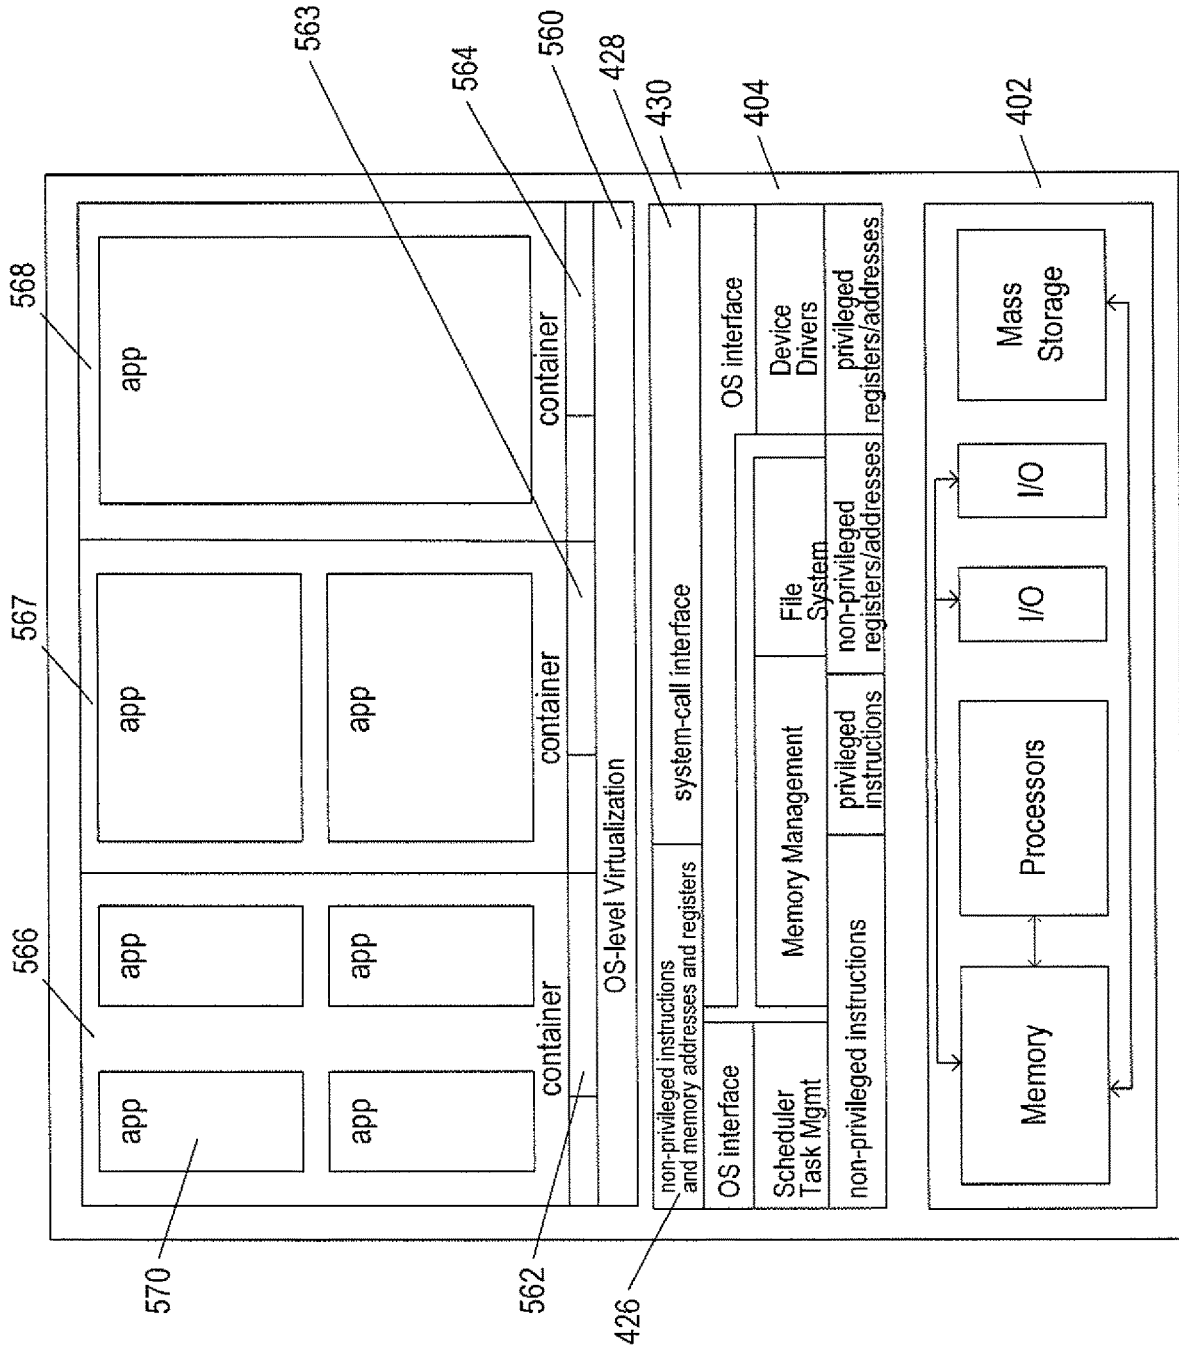 566
567
568
563
564
560
428
430
404
402
570
562
426
app
app
app
app
app
app
app
container
container
container
OS-level Virtualization
non-privileged instructions
and memory addresses and registers
system-call interface
OS interface
OS interface
Scheduler
Task Mgmt
Memory Management
File
System
Device
Drivers
non-privileged instructions
privileged
instructions
non-privileged
registers/addresses
privileged
registers/addresses
Memory
Processors
I/O
I/O
Mass
Storage